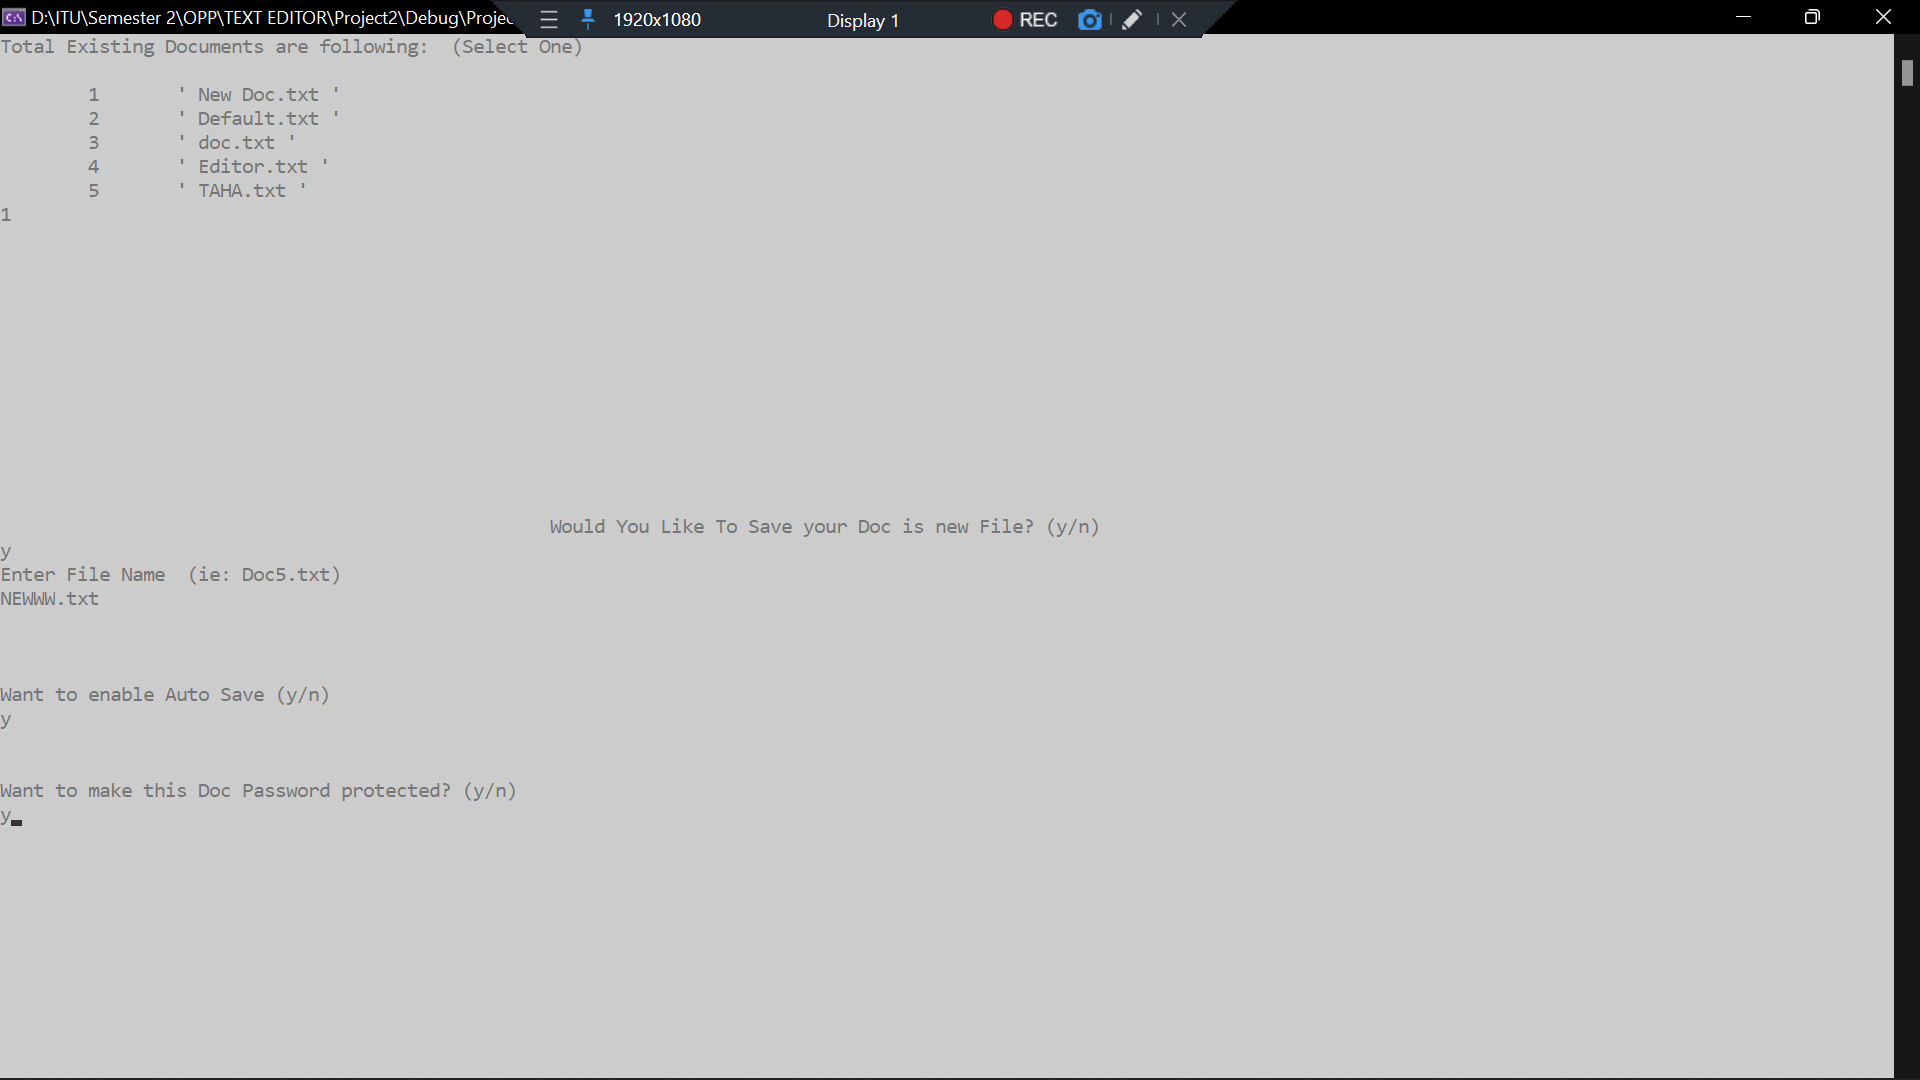 D:\ITU\Semester 2\OPP\TEXT EDITOR\Project2\Debug\Projec
1920x1080
Display 1
REC
Total Existing Documents are following:  (Select One)
1 ' New Doc.txt '
2 ' Default.txt '
3 ' doc.txt '
4 ' Editor.txt '
5 ' TAHA.txt '
1
Would You Like To Save your Doc is new File? (y/n)
y
Enter File Name  (ie: Doc5.txt)
NEWWW.txt
Want to enable Auto Save (y/n)
y
Want to make this Doc Password protected? (y/n)
y